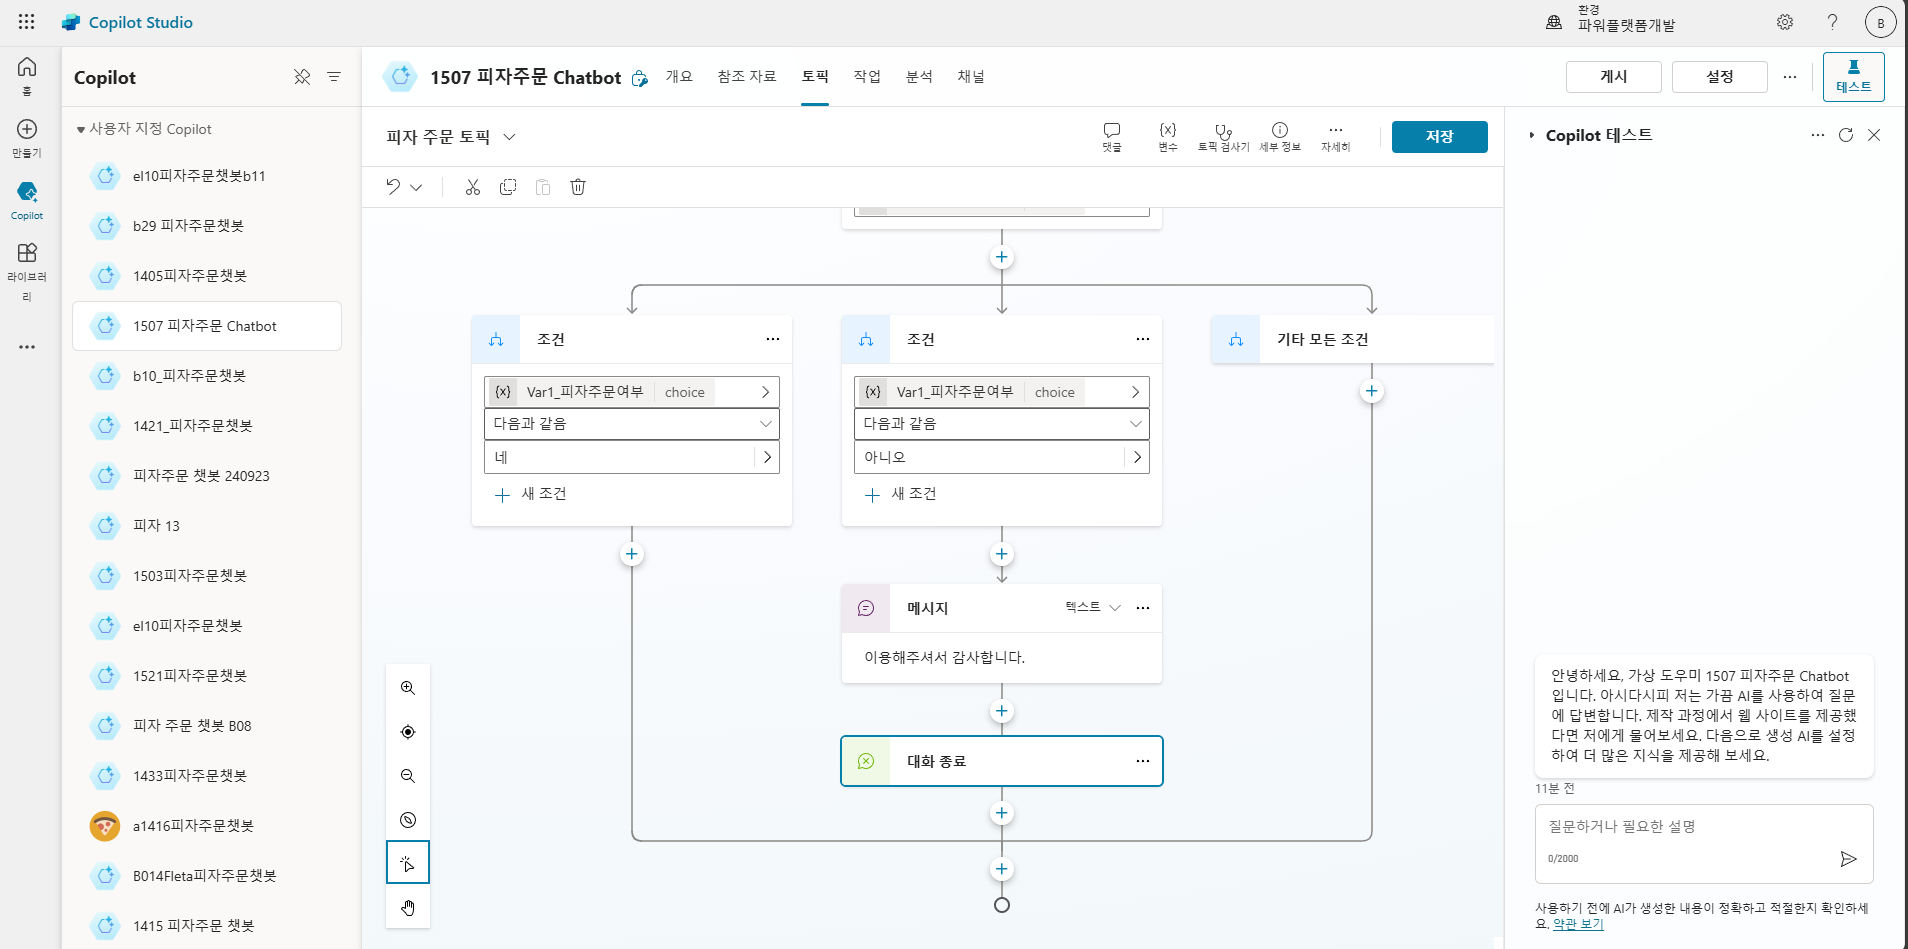 Copilot Studio
환경
파워플랫폼개발
B
홈
만들기
Copilot
라이브러
리
Copilot
사용자 지정 Copilot
el10피자주문챗봇b11
b29 피자주문챗봇
1405피자주문챗봇
1507 피자주문 Chatbot
b10_피자주문챗봇
1421_피자주문챗봇
피자주문 챗봇 240923
피자 13
1503피자주문쳇봇
el10피자주문챗봇
1521피자주문챗봇
피자 주문 챗봇 B08
1433피자주문챗봇
a1416피자주문챗봇
B014Fleta피자주문챗봇
1415 피자주문 챗봇
1507 피자주문 Chatbot
개요
참조 자료
토픽
작업
분석
채널
게시
설정
테스트
피자 주문 토픽
댓글
{x}
변수
토픽 검사기
세부 정보
자세히
저장
조건
{x} Var1_피자주문여부 choice
다음과 같음
네
새 조건
조건
{x} Var1_피자주문여부 choice
다음과 같음
아니오
새 조건
기타 모든 조건
메시지
텍스트
이용해주셔서 감사합니다.
대화 종료
Copilot 테스트
안녕하세요, 가상 도우미 1507 피자주문 Chatbot
입니다. 아시다시피 저는 가끔 AI를 사용하여 질문
에 답변합니다. 제작 과정에서 웹 사이트를 제공했
다면 저에게 물어보세요. 다음으로 생성 AI를 설정
하여 더 많은 지식을 제공해 보세요.
11분 전
질문하거나 필요한 설명
0/2000
사용하기 전에 AI가 생성한 내용이 정확하고 적절한지 확인하세
요. 약관 보기